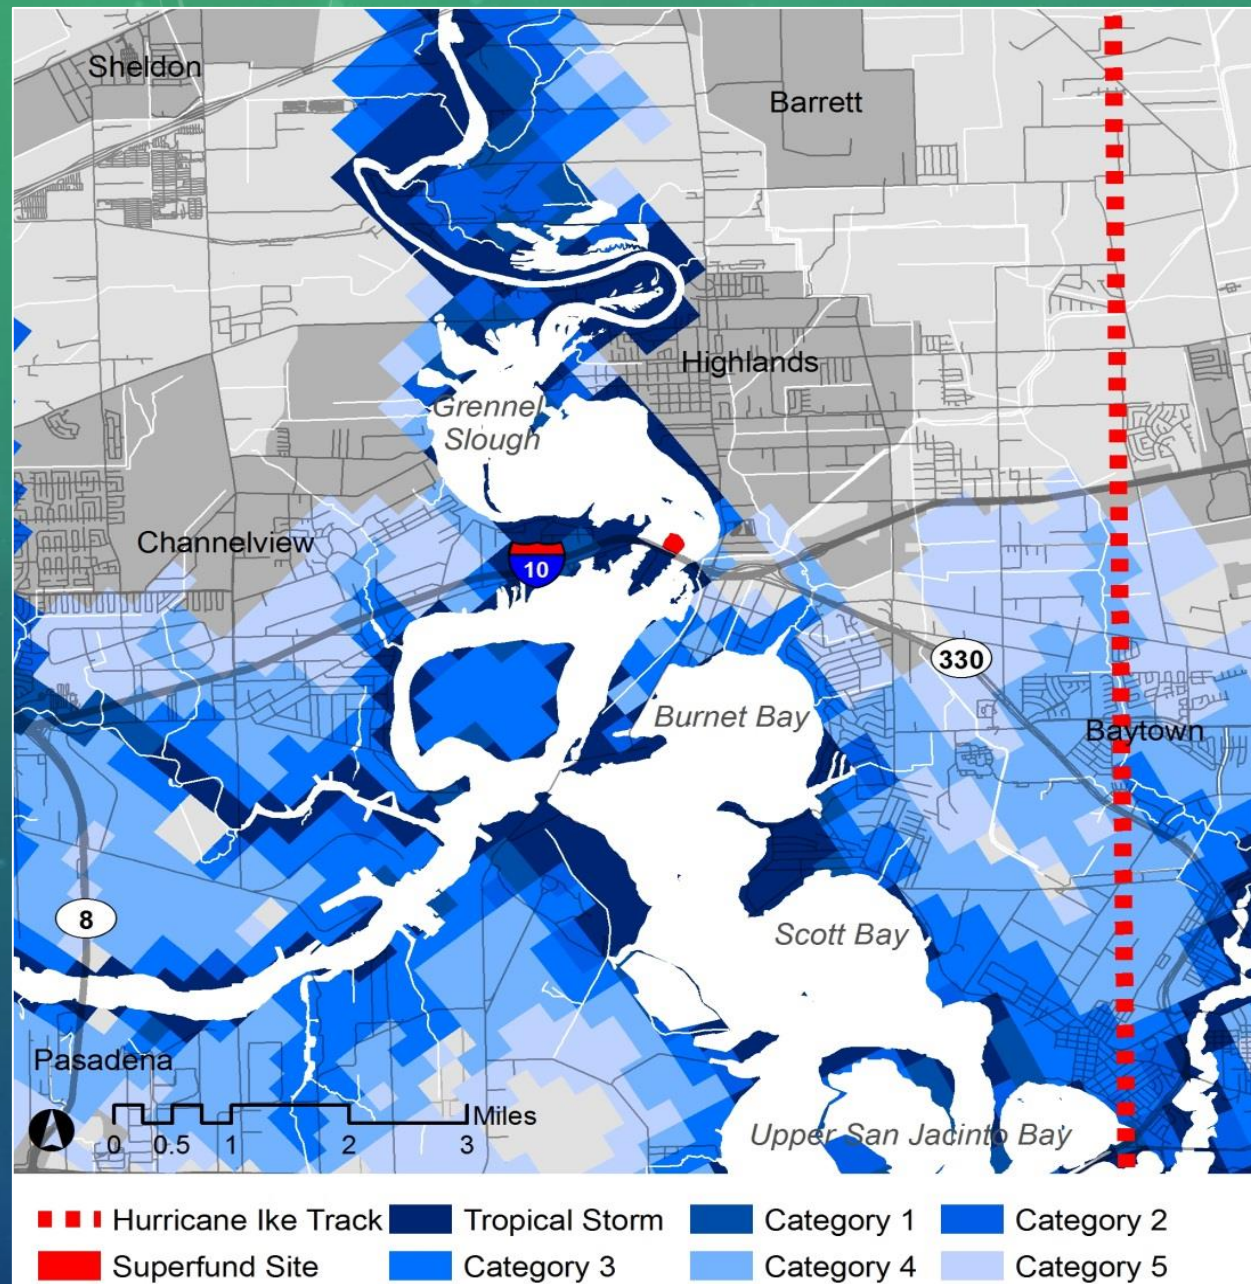 Sheldon
Barrett
Highlands
Grennel
Slough
Channelview
10
330
Burnet Bay
Baytown
8
Scott Bay
Pasadena
Miles
0 0.5 1 2 3
Upper San Jacinto Bay
Hurricane Ike Track Tropical Storm Category 1 Category 2
Superfund Site Category 3 Category 4 Category 5